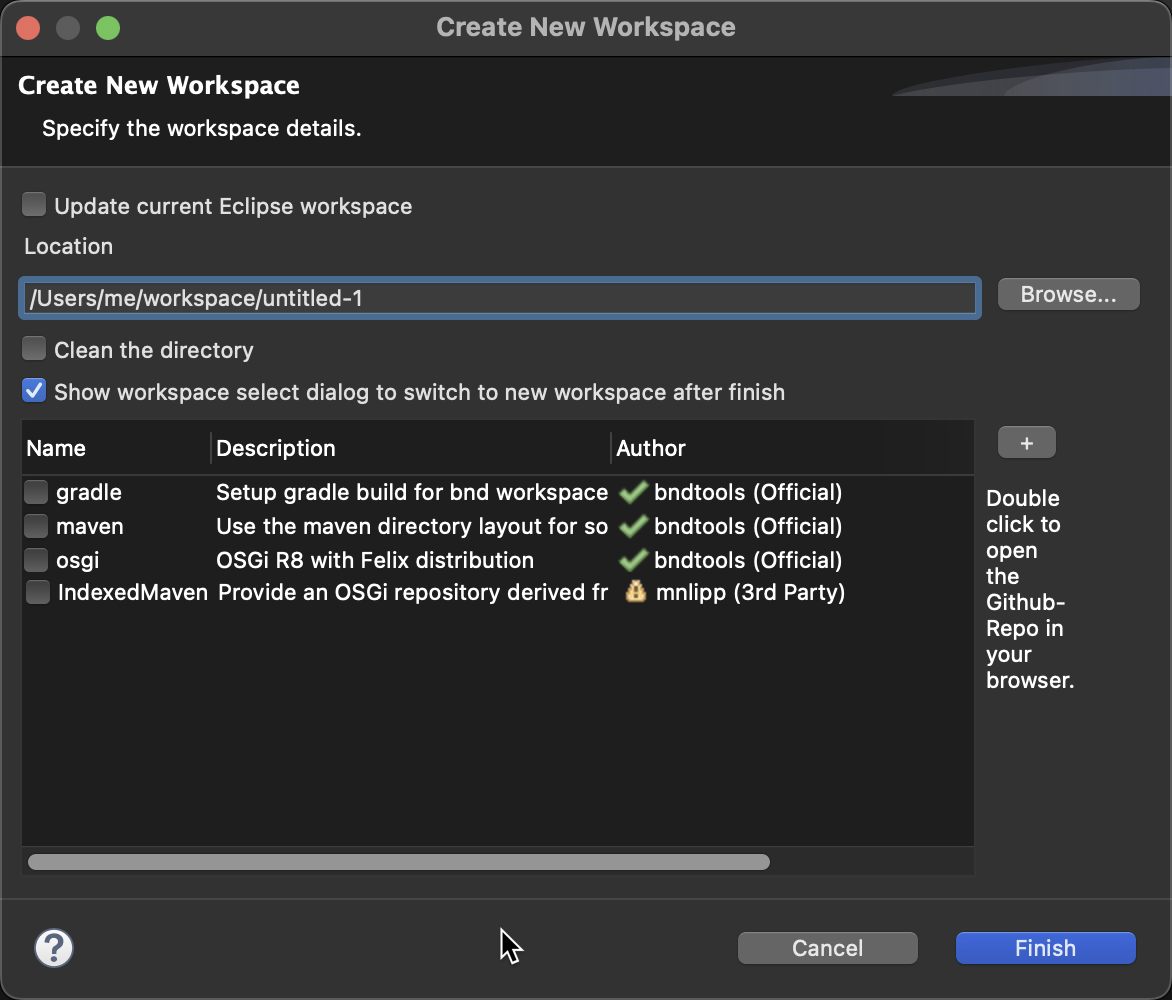 Create New Workspace
Create New Workspace
Specify the workspace details.
Update current Eclipse workspace
Location
/Users/me/workspace/untitled-1
Browse...
Clean the directory
Show workspace select dialog to switch to new workspace after finish
Name Description Author
+
gradle Setup gradle build for bnd workspace bndtools (Official)
maven Use the maven directory layout for so bndtools (Official)
osgi OSGi R8 with Felix distribution bndtools (Official)
IndexedMaven Provide an OSGi repository derived fr mnlipp (3rd Party)
Double
click to
open
the
Github-
Repo in
your
browser.
?
Cancel
Finish